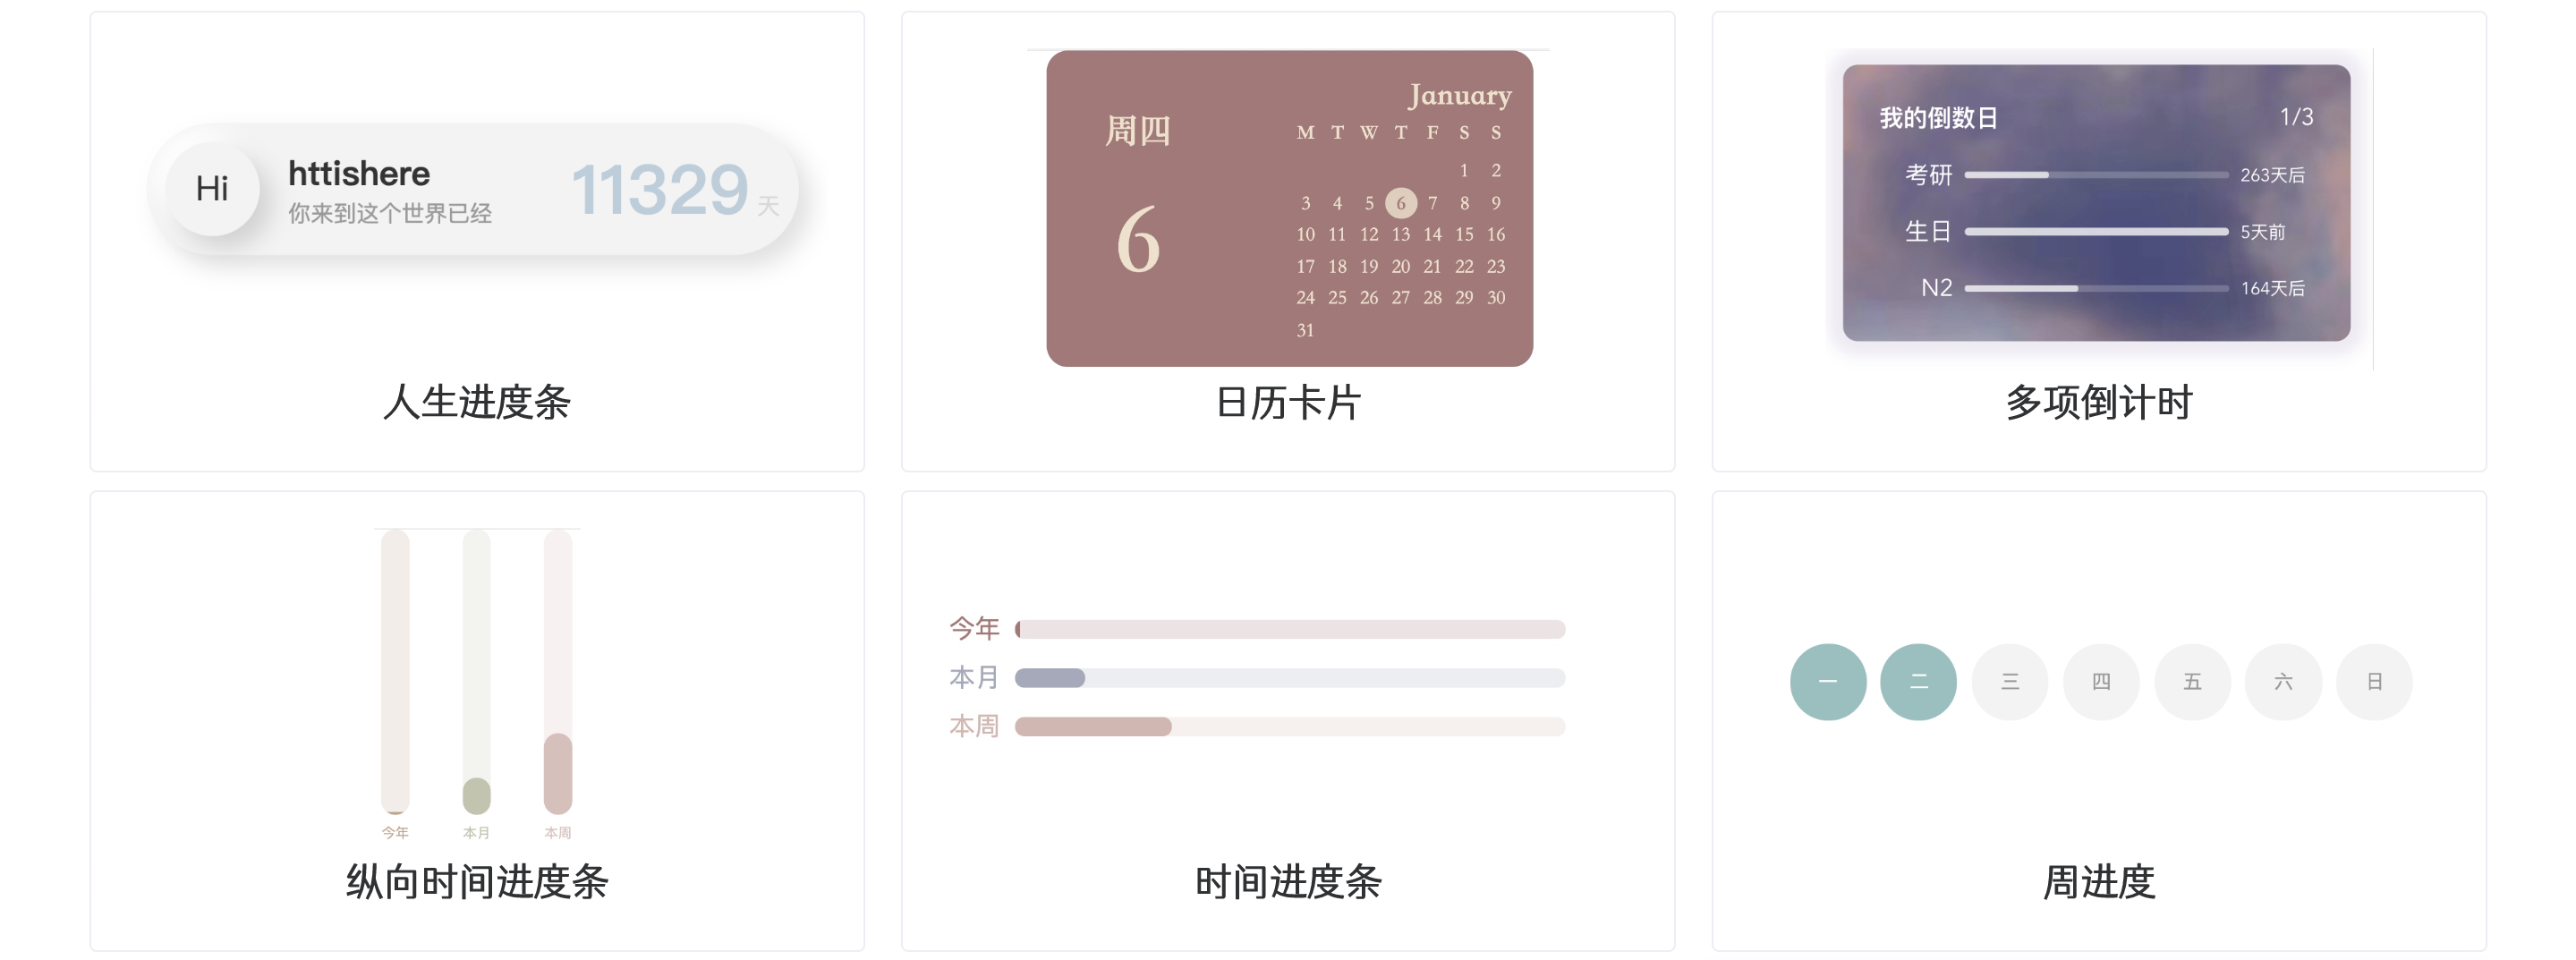 Hi
httishere
你来到这个世界已经
11329 天
人生进度条
周四
6
January
M T W T F S S
1 2
3 4 5 6 7 8 9
10 11 12 13 14 15 16
17 18 19 20 21 22 23
24 25 26 27 28 29 30
31
日历卡片
我的倒数日 1/3
考研 263天后
生日 5天前
N2 164天后
多项倒计时
今年 本月 本周
纵向时间进度条
今年
本月
本周
时间进度条
一 二 三 四 五 六 日
周进度